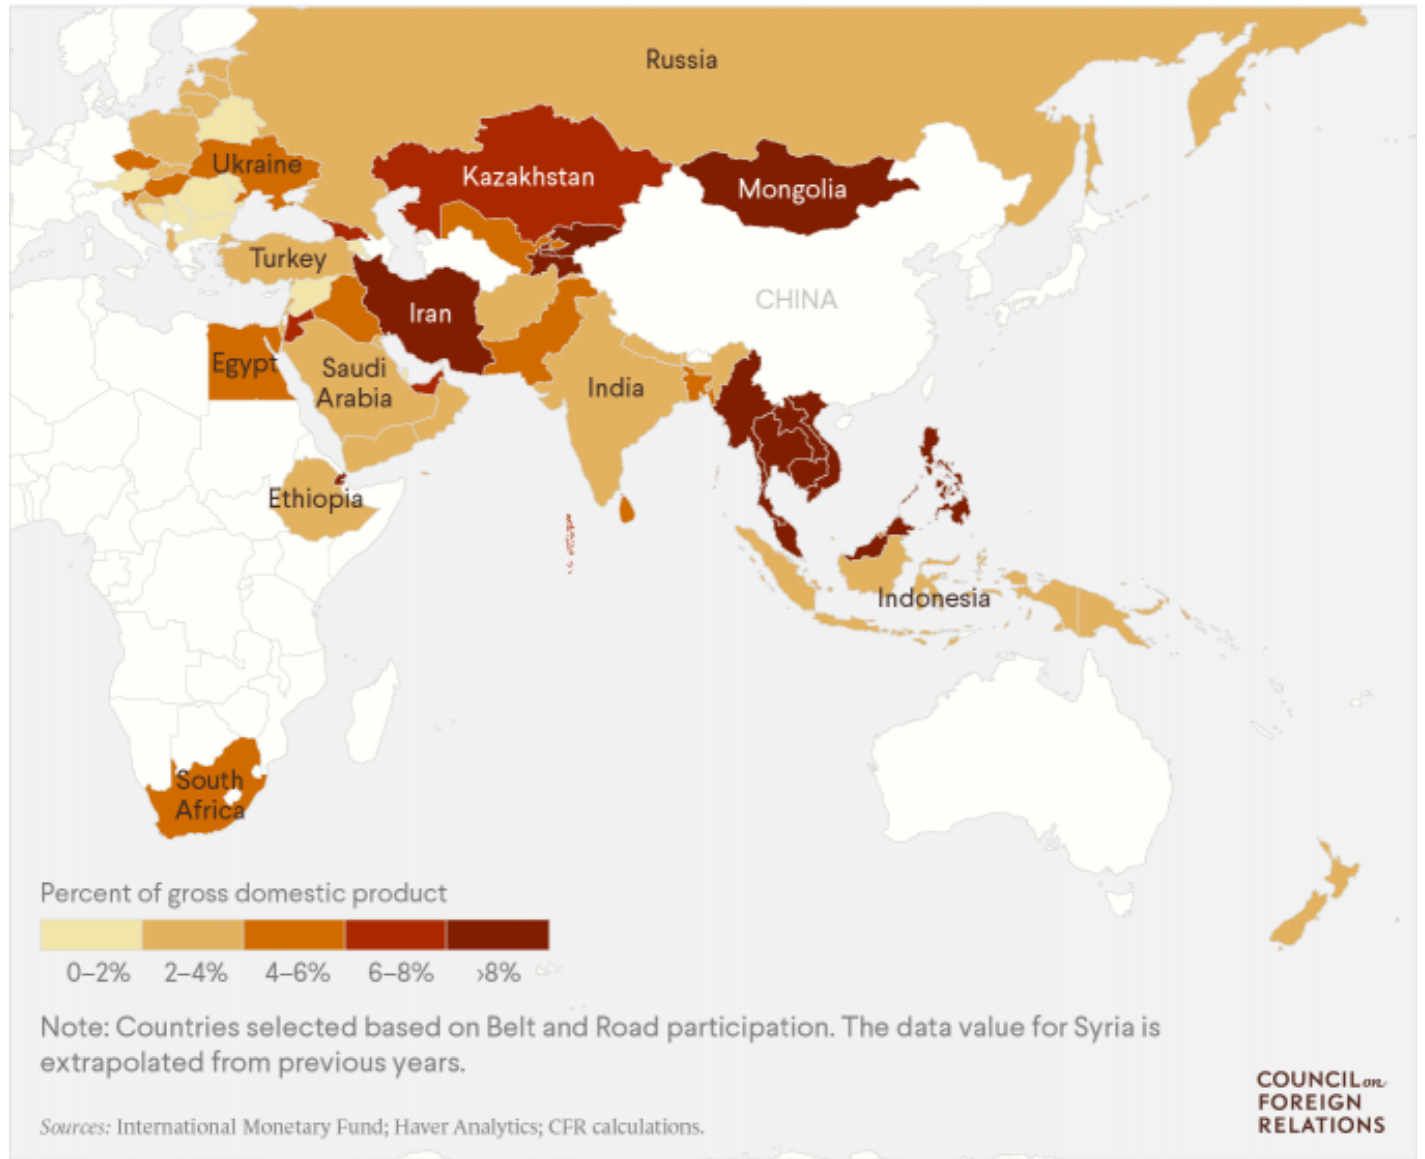 Russia
Ukraine
Kazakhstan
Mongolia
Turkey
CHINA
Iran
Egypt
Saudi
Arabia
India
Ethiopia
Indonesia
South
Africa
Percent of gross domestic product
0–2% 2–4% 4–6% 6–8% >8%
Note: Countries selected based on Belt and Road participation. The data value for Syria is
extrapolated from previous years.
Sources: International Monetary Fund; Haver Analytics; CFR calculations.
COUNCIL on
FOREIGN
RELATIONS